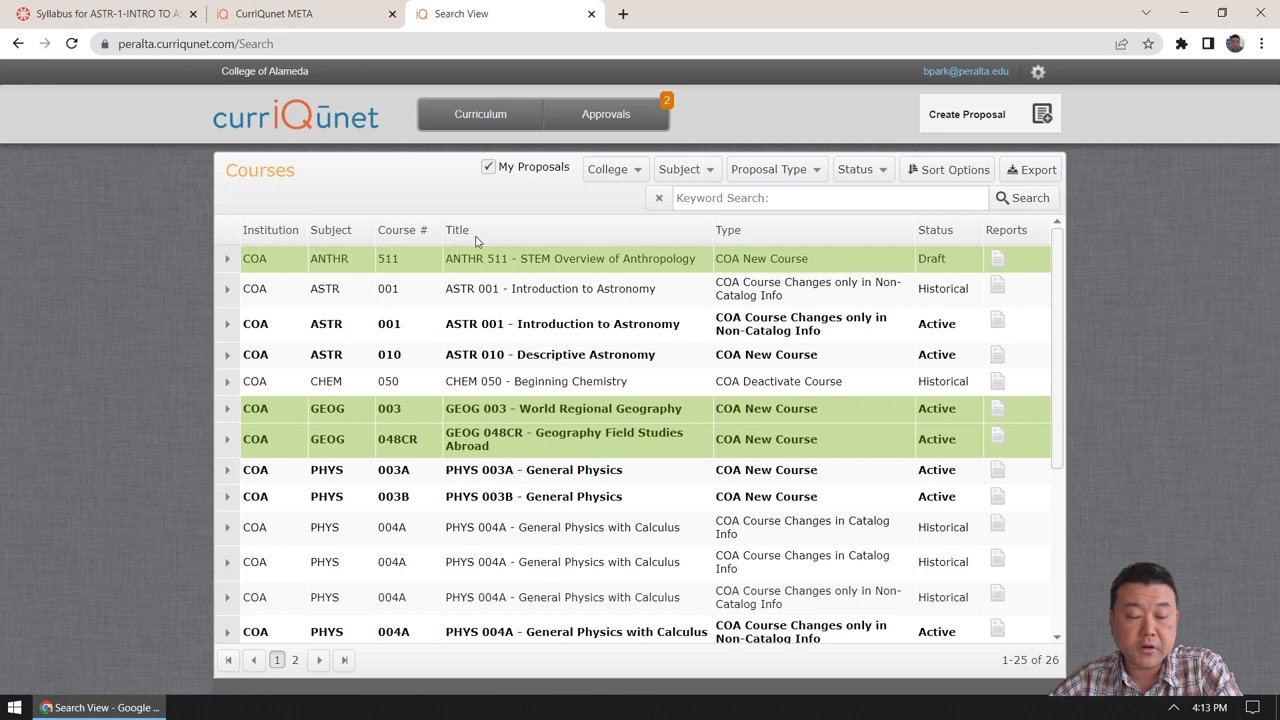 Syllabus for ASTR-1-INTRO TO AS
CurrIQunet META
Search View
peralta.curriqunet.com/Search
College of Alameda
bpark@peralta.edu
currIQūnet
Curriculum
Approvals
2
Create Proposal
Courses
My Proposals
College
Subject
Proposal Type
Status
Sort Options
Export
Keyword Search:
Search
Institution Subject Course # Title Type Status Reports
COA ANTHR 511 ANTHR 511 - STEM Overview of Anthropology COA New Course Draft
COA ASTR 001 ASTR 001 - Introduction to Astronomy COA Course Changes only in Non-
Catalog Info Historical
COA ASTR 001 ASTR 001 - Introduction to Astronomy COA Course Changes only in
Non-Catalog Info Active
COA ASTR 010 ASTR 010 - Descriptive Astronomy COA New Course Active
COA CHEM 050 CHEM 050 - Beginning Chemistry COA Deactivate Course Historical
COA GEOG 003 GEOG 003 - World Regional Geography COA New Course Active
COA GEOG 048CR GEOG 048CR - Geography Field Studies
Abroad COA New Course Active
COA PHYS 003A PHYS 003A - General Physics COA New Course Active
COA PHYS 003B PHYS 003B - General Physics COA New Course Active
COA PHYS 004A PHYS 004A - General Physics with Calculus COA Course Changes in Catalog
Info Historical
COA PHYS 004A PHYS 004A - General Physics with Calculus COA Course Changes in Catalog
Info Historical
COA PHYS 004A PHYS 004A - General Physics with Calculus COA Course Changes only in Non-
Catalog Info Historical
COA PHYS 004A PHYS 004A - General Physics with Calculus COA Course Changes only in
Non-Catalog Info Active
1 2
1-25 of 26
Search View - Google ...
4:13 PM